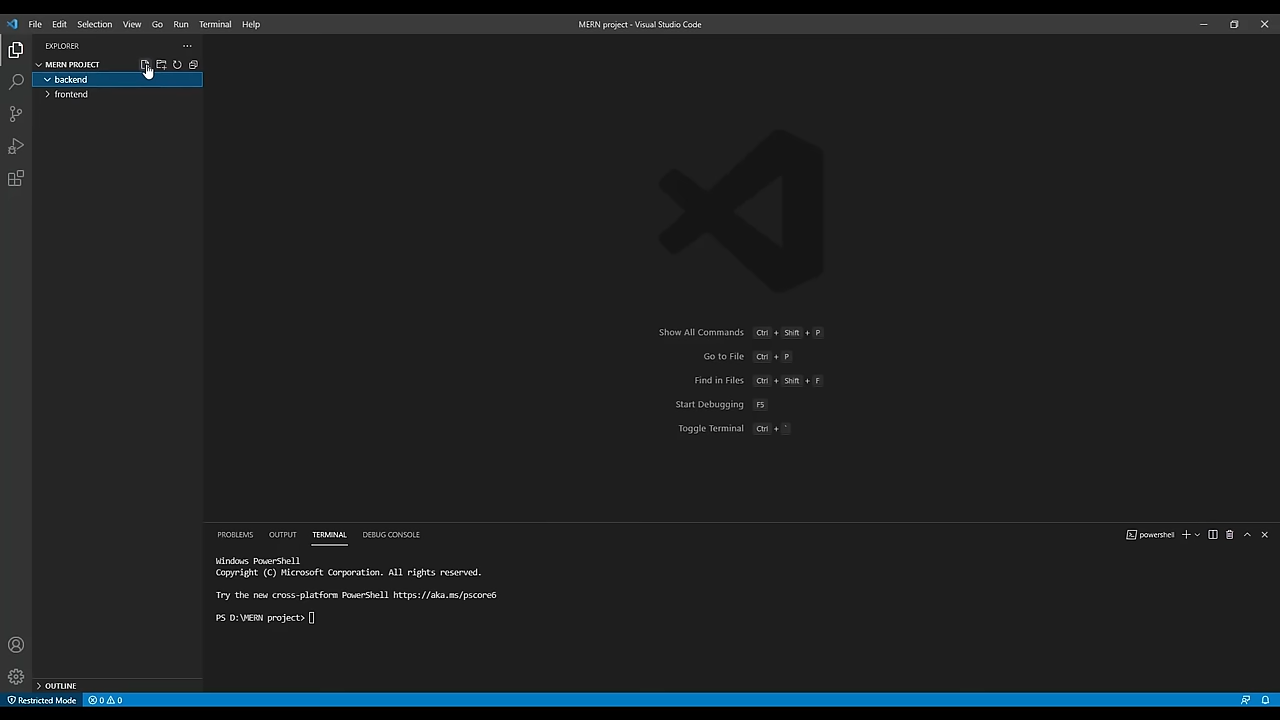 File Edit Selection View Go Run Terminal Help
MERN project - Visual Studio Code
EXPLORER
MERN PROJECT
backend
frontend
Show All Commands Ctrl + Shift + P
Go to File Ctrl + P
Find in Files Ctrl + Shift + F
Start Debugging F5
Toggle Terminal Ctrl + `
PROBLEMS OUTPUT TERMINAL DEBUG CONSOLE
powershell
Windows PowerShell
Copyright (C) Microsoft Corporation. All rights reserved.
Try the new cross-platform PowerShell https://aka.ms/pscore6
PS D:\MERN project>
OUTLINE
Restricted Mode 0 0